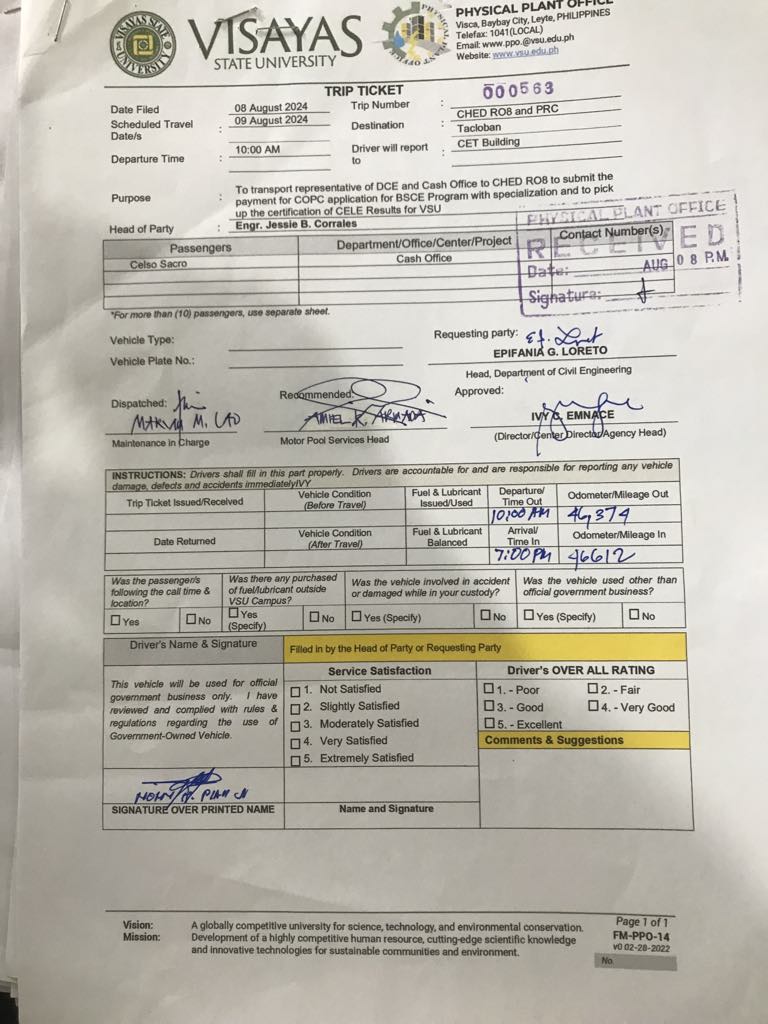 VISAYAS STATE UNIVERSITY
VISAYAS
STATE UNIVERSITY
PHYSICAL PLANT OFFICE
PHYSICAL PLANT OFFICE
Visca, Baybay City, Leyte, PHILIPPINES
Telefax: 1041(LOCAL)
Email: www.ppo.@vsu.edu.ph
Website: www.vsu.edu.ph
TRIP TICKET
000563
Date Filed : 08 August 2024 Trip Number :
Scheduled Travel Date/s : 09 August 2024 Destination : CHED RO8 and PRC Tacloban
Departure Time : 10:00 AM Driver will report to : CET Building
Purpose : To transport representative of DCE and Cash Office to CHED RO8 to submit the
payment for COPC application for BSCE Program with specialization and to pick
up the certification of CELE Results for VSU
Head of Party : Engr. Jessie B. Corrales
PHYSICAL PLANT OFFICE
RECEIVED
Date: AUG 08 P.M.
Signature:
Passengers Department/Office/Center/Project Contact Number(s)
Celso Sacro Cash Office
*For more than (10) passengers, use separate sheet.
Vehicle Type:
Vehicle Plate No.:
Requesting party:
EPIFANIA G. LORETO
Head, Department of Civil Engineering
Dispatched: Recommended: Approved:
IVY C. EMNACE
Maintenance in Charge Motor Pool Services Head (Director/Center Director/Agency Head)
INSTRUCTIONS: Drivers shall fill in this part properly. Drivers are accountable for and are responsible for reporting any vehicle
damage, defects and accidents immediatelyIVY
Trip Ticket Issued/Received Vehicle Condition (Before Travel) Fuel & Lubricant Issued/Used Departure/ Time Out Odometer/Mileage Out
10:00 AM 46,374
Date Returned Vehicle Condition (After Travel) Fuel & Lubricant Balanced Arrival/ Time In Odometer/Mileage In
7:00 PM 46612
Was the passenger/s following the call time & location?
Yes No
Was there any purchased of fuel/lubricant outside VSU Campus?
Yes (Specify) No
Was the vehicle involved in accident or damaged while in your custody?
Yes (Specify) No
Was the vehicle used other than official government business?
Yes (Specify) No
Driver's Name & Signature
Filled in by the Head of Party or Requesting Party
This vehicle will be used for official
government business only. I have
reviewed and complied with rules &
regulations regarding the use of
Government-Owned Vehicle.
SIGNATURE OVER PRINTED NAME
Service Satisfaction
1. Not Satisfied
2. Slightly Satisfied
3. Moderately Satisfied
4. Very Satisfied
5. Extremely Satisfied
Name and Signature
Driver's OVER ALL RATING
1. - Poor 2. - Fair
3. - Good 4. - Very Good
5. - Excellent
Comments & Suggestions
Vision: A globally competitive university for science, technology, and environmental conservation.
Mission: Development of a highly competitive human resource, cutting-edge scientific knowledge
and innovative technologies for sustainable communities and environment.
Page 1 of 1
FM-PPO-14
v0 02-28-2022
No.